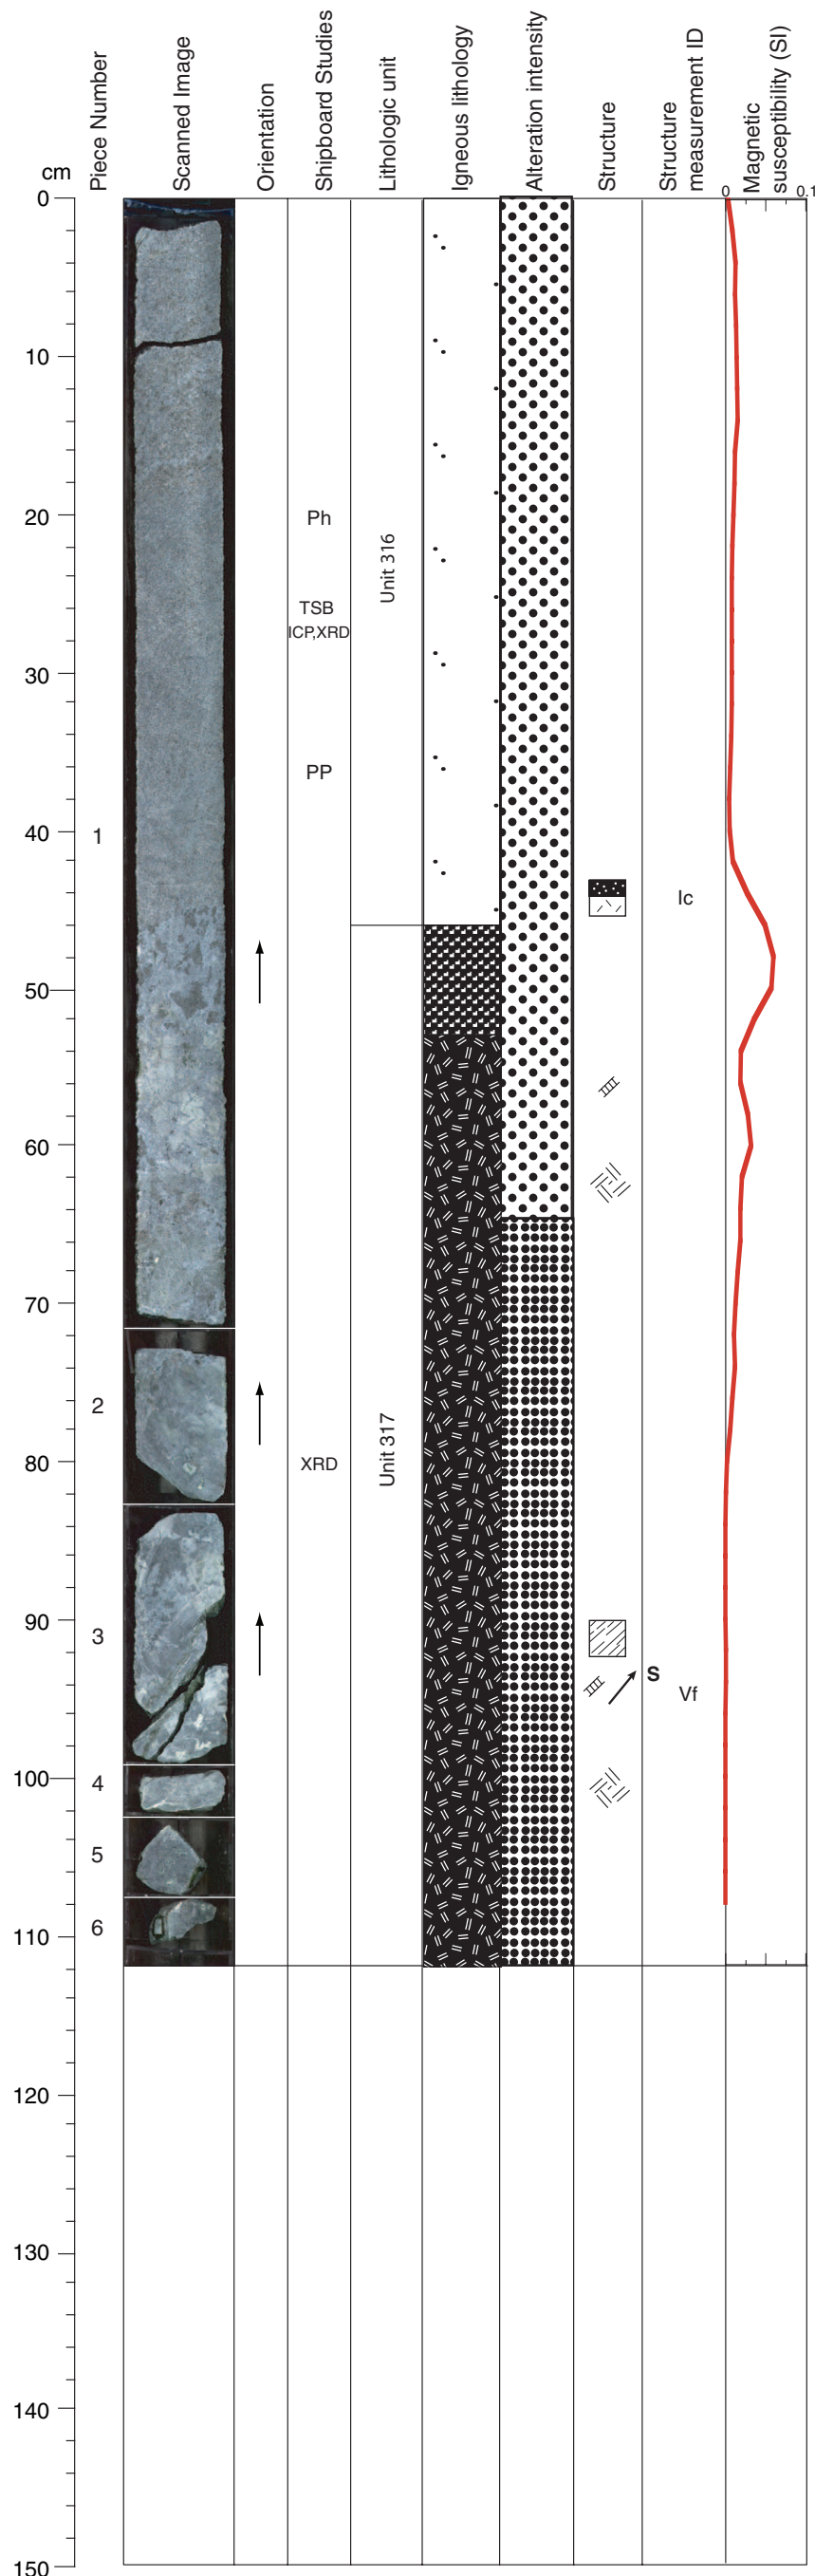 cm
Piece Number
Scanned Image
Orientation
Shipboard Studies
Lithologic unit
Igneous lithology
Alteration intensity
Structure
Structure
measurement ID
Magnetic
susceptibility (SI)
0
0.1
0
10
20
Ph
Unit 316
TSB
ICP,XRD
30
PP
40
1
Ic
50
60
70
2
Unit 317
80
XRD
90
3
S
Vf
100
4
5
6
110
120
130
140
150